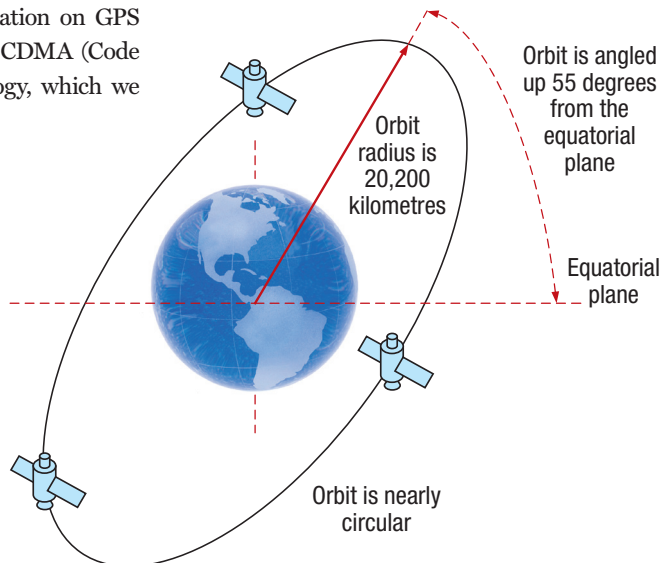 ation on GPS
CDMA (Code
ogy, which we
Orbit is angled
up 55 degrees
from the
equatorial
plane
Orbit
radius is
20,200
kilometres
Equatorial
plane
Orbit is nearly
circular